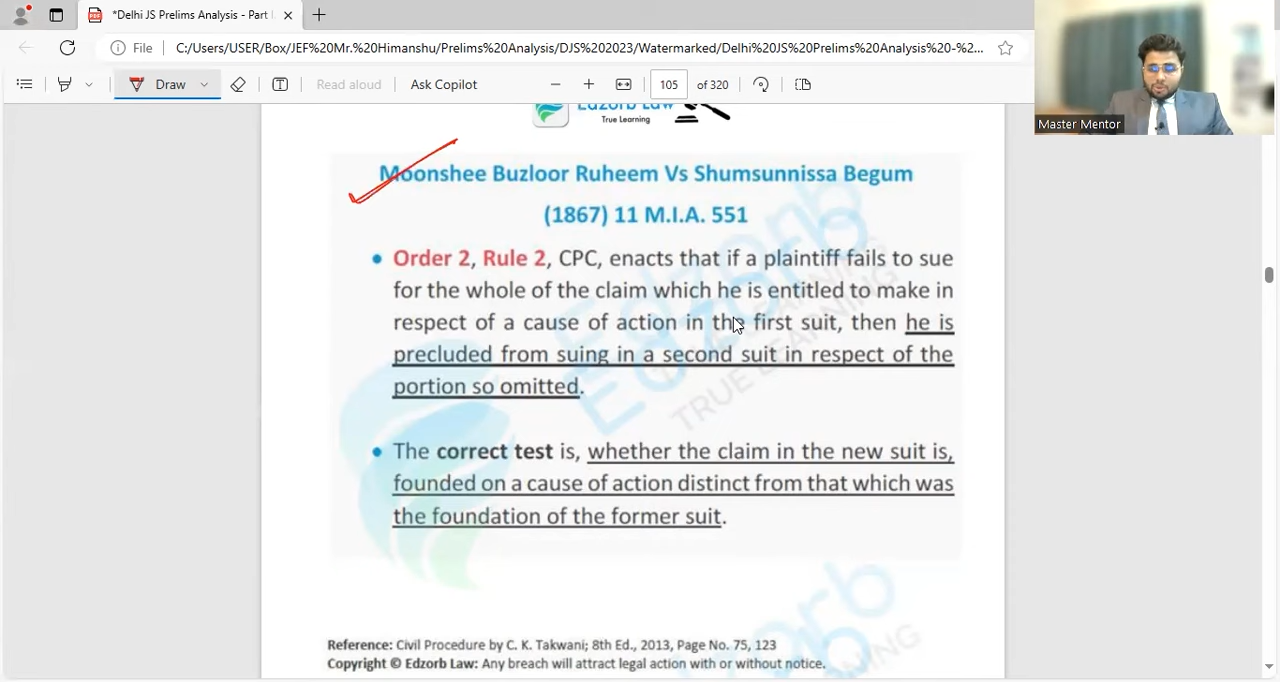 *Delhi JS Prelims Analysis - Part I
File C:/Users/USER/Box/JEF%20Mr.%20Himanshu/Prelims%20Analysis/DJS%202023/Watermarked/Delhi%20JS%20Prelims%20Analysis%20-%2...
Draw Read aloud Ask Copilot 105 of 320
Master Mentor
Edzorb Law
True Learning
Moonshee Buzloor Ruheem Vs Shumsunnissa Begum
(1867) 11 M.I.A. 551
• Order 2, Rule 2, CPC, enacts that if a plaintiff fails to sue
for the whole of the claim which he is entitled to make in
respect of a cause of action in the first suit, then he is
precluded from suing in a second suit in respect of the
portion so omitted.
• The correct test is, whether the claim in the new suit is,
founded on a cause of action distinct from that which was
the foundation of the former suit.
Edzorb
Edzorb
TRUE LEARNING
Reference: Civil Procedure by C. K. Takwani; 8th Ed., 2013, Page No. 75, 123
Copyright © Edzorb Law: Any breach will attract legal action with or without notice.